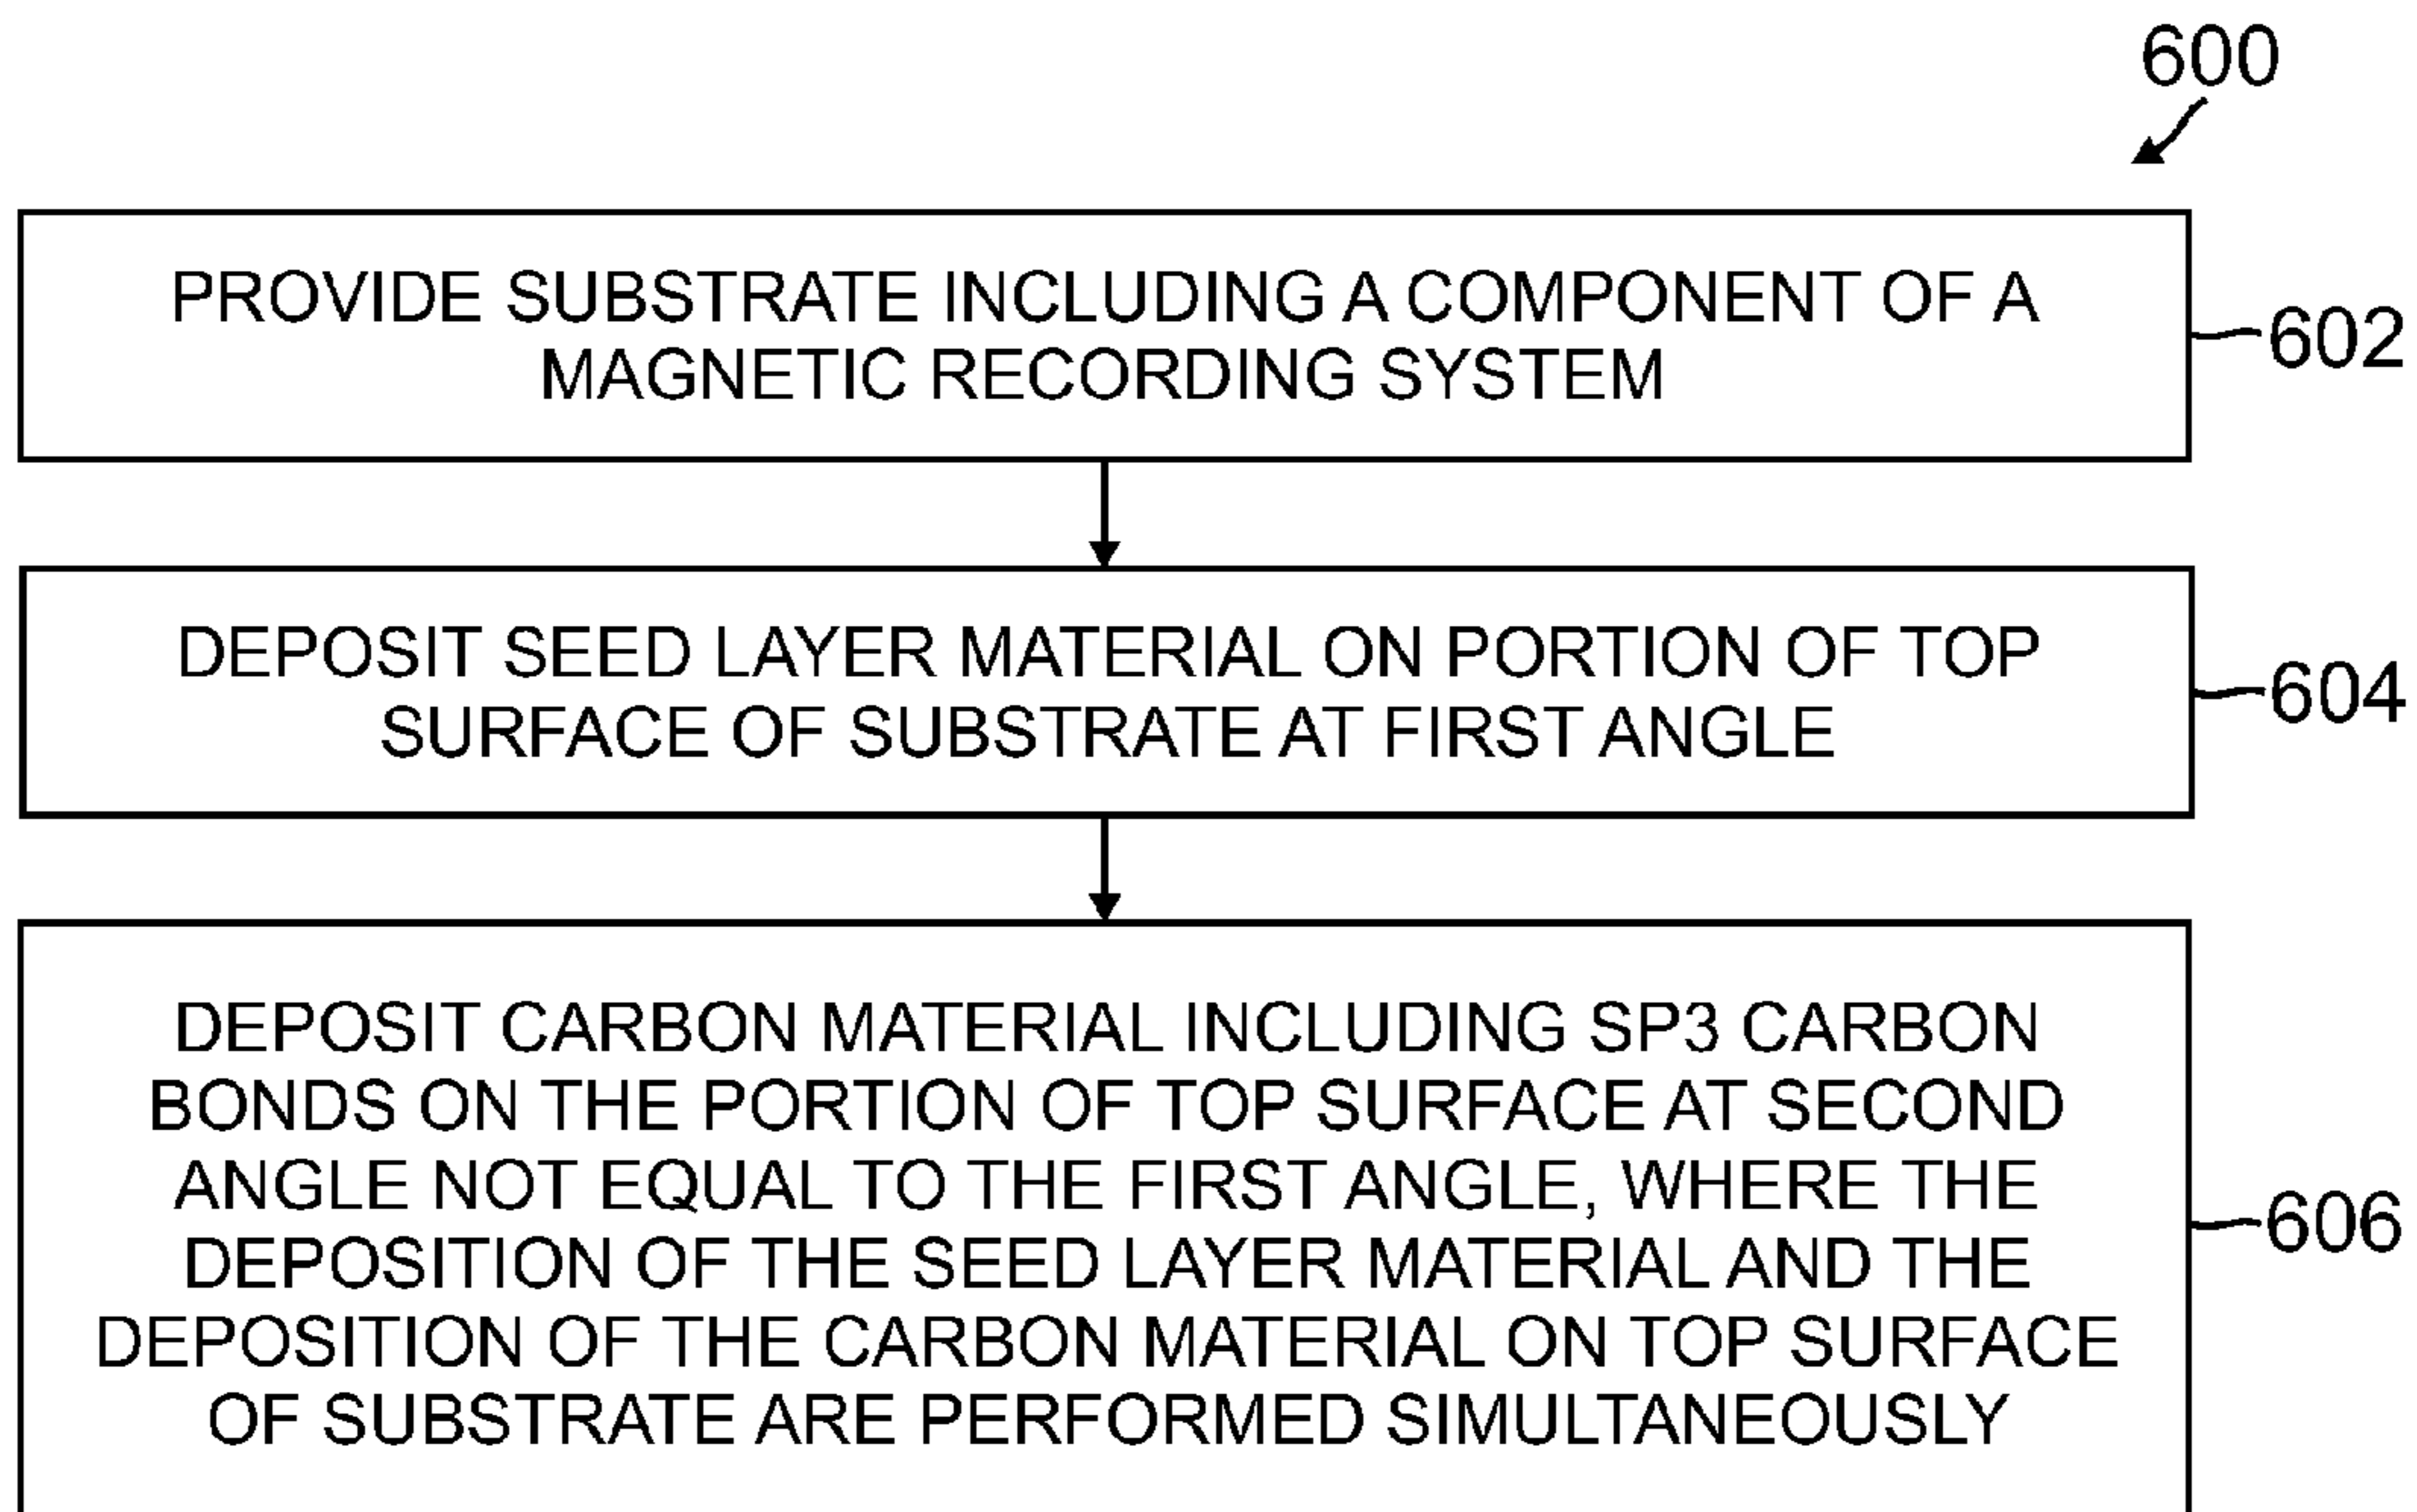 600
PROVIDE SUBSTRATE INCLUDING A COMPONENT OF A
MAGNETIC RECORDING SYSTEM
602
DEPOSIT SEED LAYER MATERIAL ON PORTION OF TOP
SURFACE OF SUBSTRATE AT FIRST ANGLE
604
DEPOSIT CARBON MATERIAL INCLUDING SP3 CARBON
BONDS ON THE PORTION OF TOP SURFACE AT SECOND
ANGLE NOT EQUAL TO THE FIRST ANGLE, WHERE THE
DEPOSITION OF THE SEED LAYER MATERIAL AND THE
DEPOSITION OF THE CARBON MATERIAL ON TOP SURFACE
OF SUBSTRATE ARE PERFORMED SIMULTANEOUSLY
606